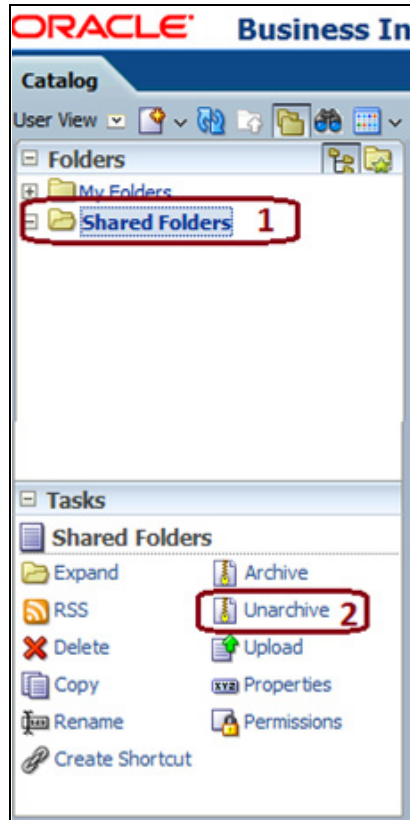 ORACLE Business In
Catalog
User View
Folders
My Folders
Shared Folders 1
Tasks
Shared Folders
Expand Archive
RSS Unarchive 2
Delete Upload
Copy XYZ Properties
Rename Permissions
Create Shortcut